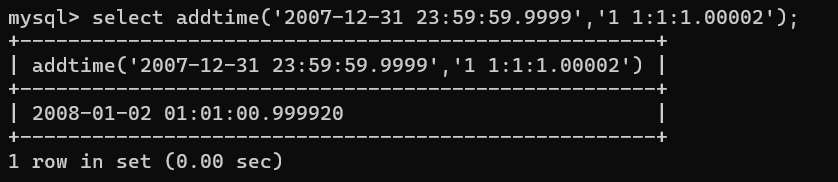 mysql> select addtime('2007-12-31 23:59:59.9999','1 1:1:1.00002');
+-----------------------------------------------------+
| addtime('2007-12-31 23:59:59.9999','1 1:1:1.00002') |
+-----------------------------------------------------+
| 2008-01-02 01:01:00.999920                          |
+-----------------------------------------------------+
1 row in set (0.00 sec)